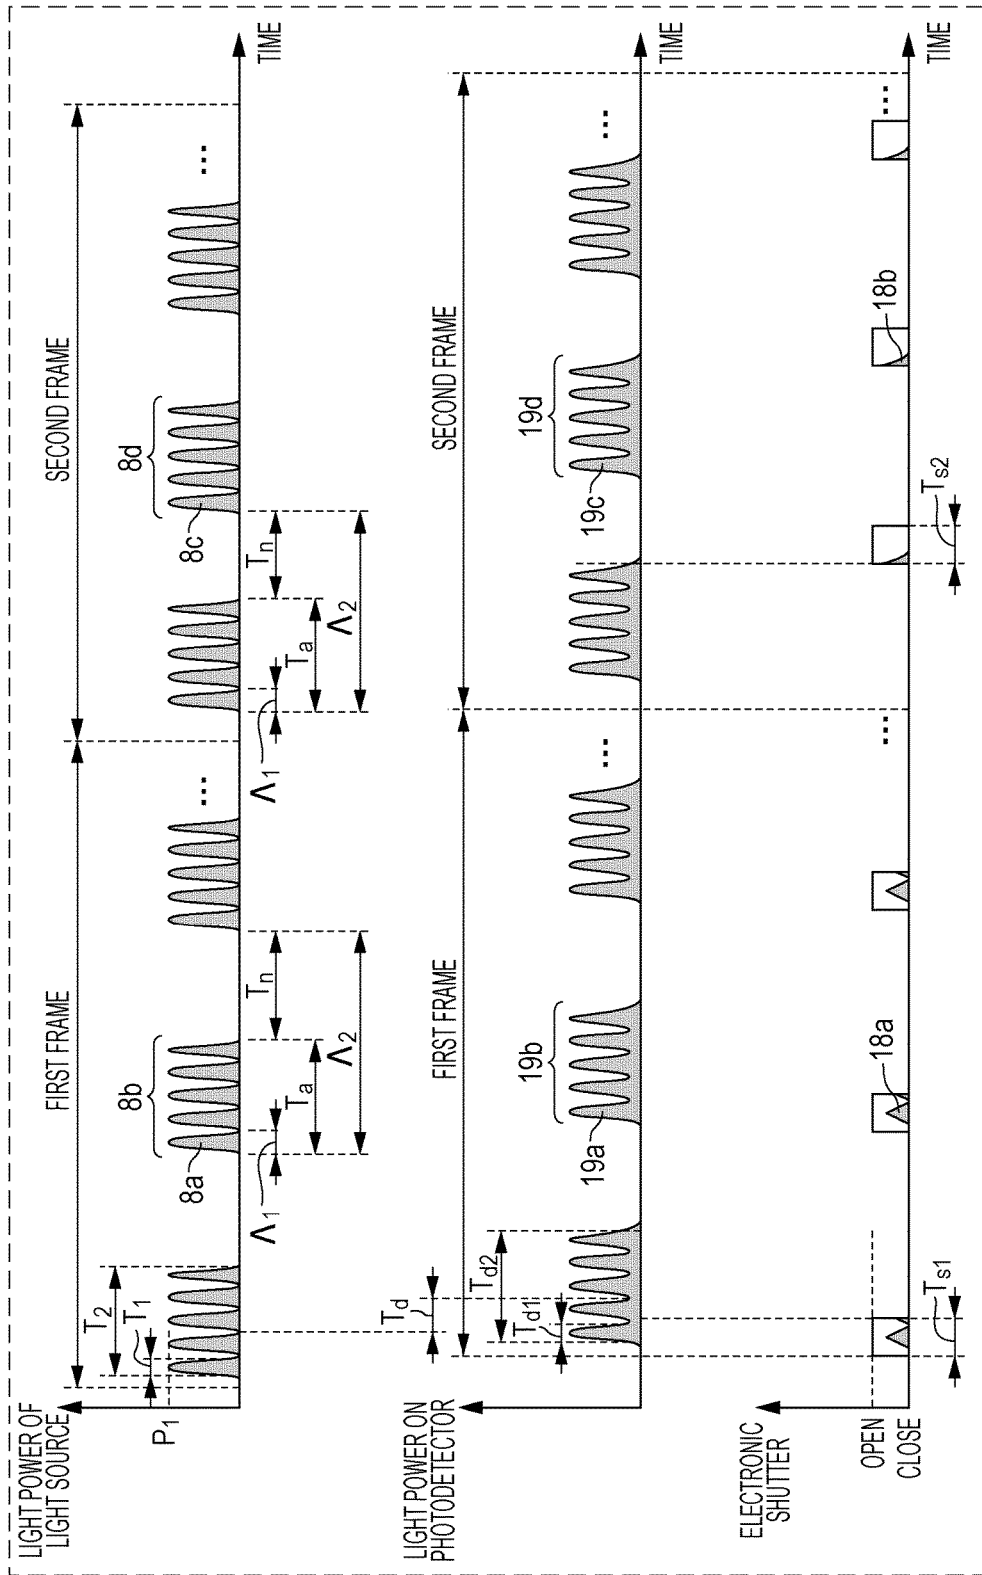 LIGHT POWER OF
LIGHT SOURCE
FIRST FRAME
SECOND FRAME
P1
T2
T1
8a
8b
8c
8d
...
...
TIME
Λ1
Ta
Tn
Λ2
Λ1
Ta
Tn
Λ2
Td
LIGHT POWER ON
PHOTODETECTOR
FIRST FRAME
SECOND FRAME
Td2
Td1
19a
19b
19c
19d
...
...
TIME
ELECTRONIC
SHUTTER
OPEN
CLOSE
18a
18b
...
...
TIME
Ts1
Ts2